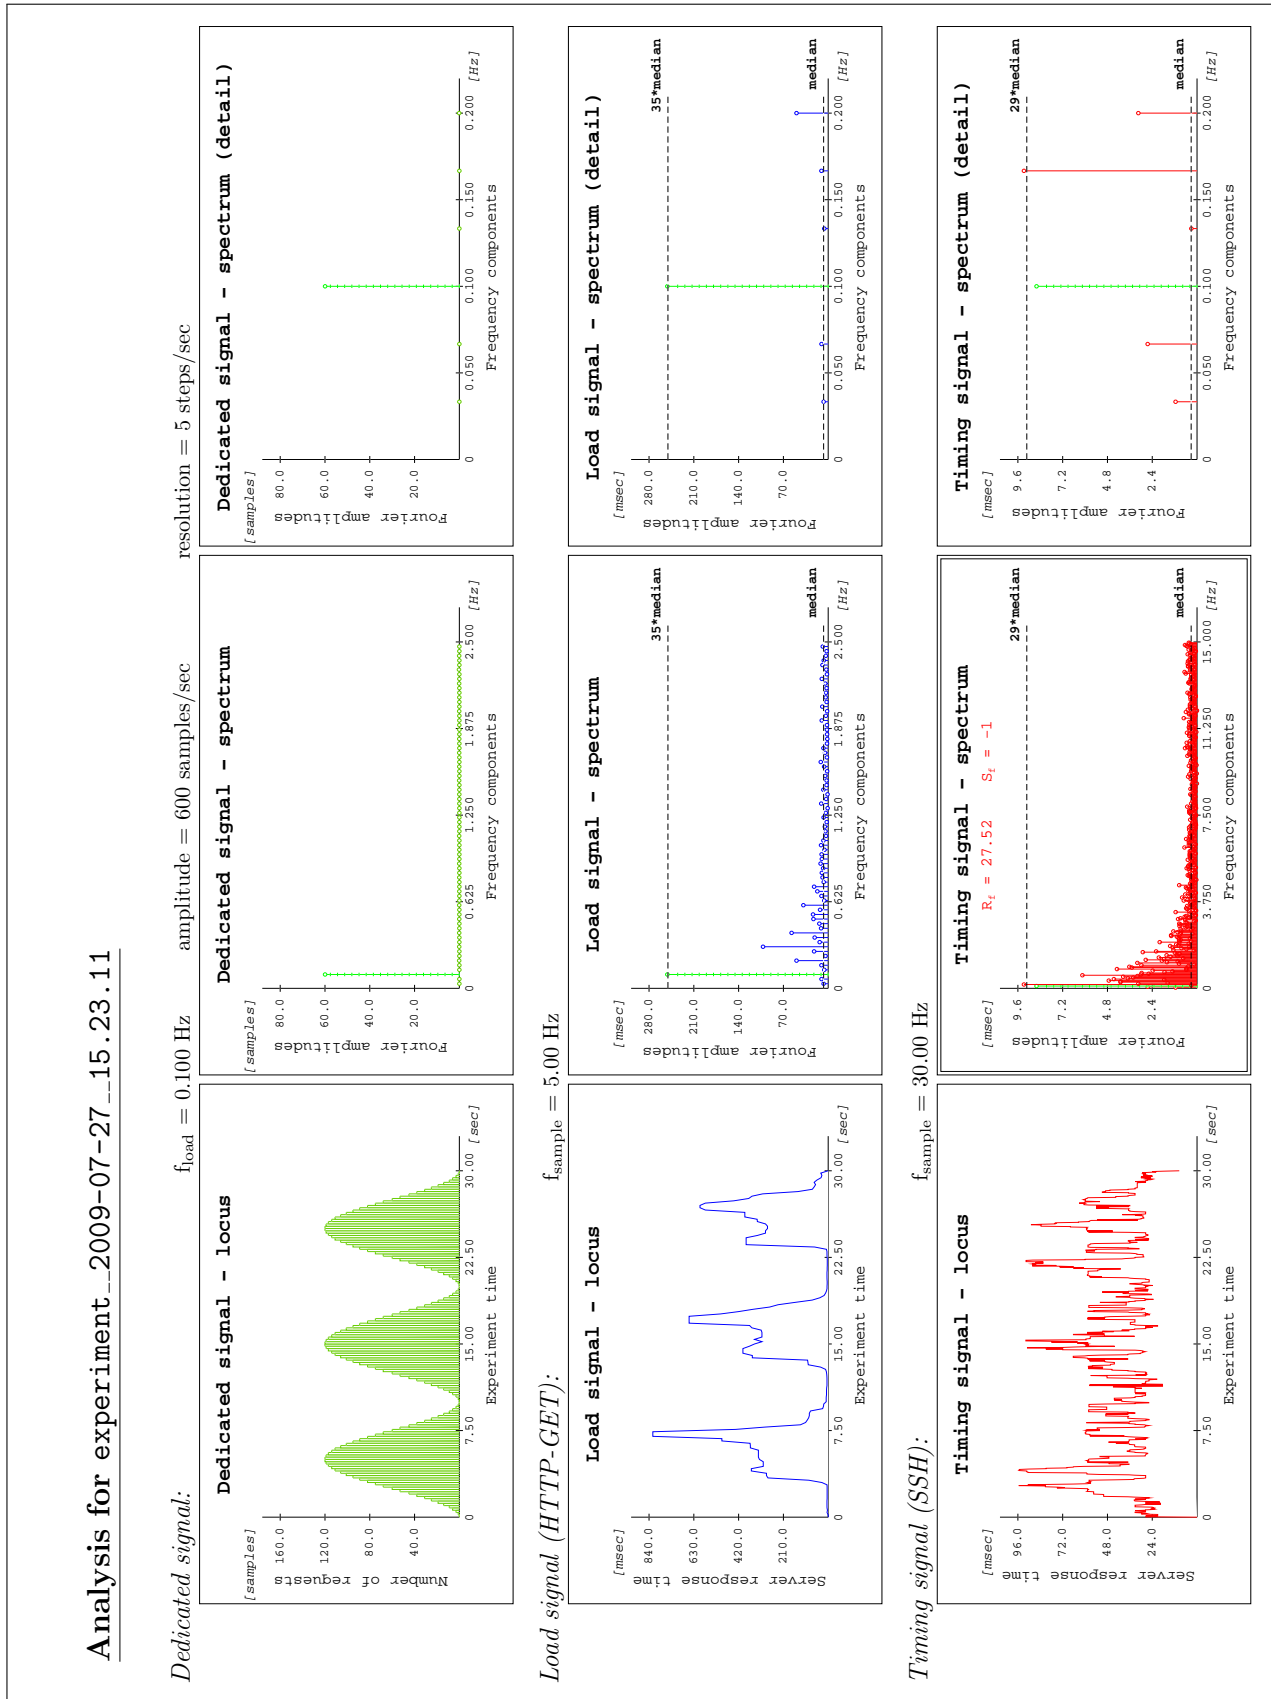 Analysis for experiment__2009-07-27__15.23.11
Dedicated signal:
f_load = 0.100 Hz amplitude = 600 samples/sec resolution = 5 steps/sec
Dedicated signal - locus
[samples]
Number of requests
160.0
120.0
80.0
40.0
0 7.50 15.00 22.50 30.00 [sec]
Experiment time
Dedicated signal - spectrum
[samples]
Fourier amplitudes
80.0
60.0
40.0
20.0
0 0.625 1.250 1.875 2.500 [Hz]
Frequency components
Dedicated signal - spectrum (detail)
[samples]
Fourier amplitudes
80.0
60.0
40.0
20.0
0 0.050 0.100 0.150 0.200 [Hz]
Frequency components
Load signal (HTTP-GET):
f_sample = 5.00 Hz
Load signal - locus
[msec]
Server response time
840.0
630.0
420.0
210.0
0 7.50 15.00 22.50 30.00 [sec]
Experiment time
Load signal - spectrum
[msec]
Fourier amplitudes
280.0
210.0
140.0
70.0
35*median
median
0 0.625 1.250 1.875 2.500 [Hz]
Frequency components
Load signal - spectrum (detail)
[msec]
Fourier amplitudes
280.0
210.0
140.0
70.0
35*median
median
0 0.050 0.100 0.150 0.200 [Hz]
Frequency components
Timing signal (SSH):
f_sample = 30.00 Hz
Timing signal - locus
[msec]
Server response time
96.0
72.0
48.0
24.0
0 7.50 15.00 22.50 30.00 [sec]
Experiment time
Timing signal - spectrum
R_f = 27.52 S_f = -1
[msec]
Fourier amplitudes
9.6
7.2
4.8
2.4
29*median
median
0 3.750 7.500 11.250 15.000 [Hz]
Frequency components
Timing signal - spectrum (detail)
[msec]
Fourier amplitudes
9.6
7.2
4.8
2.4
29*median
median
0 0.050 0.100 0.150 0.200 [Hz]
Frequency components